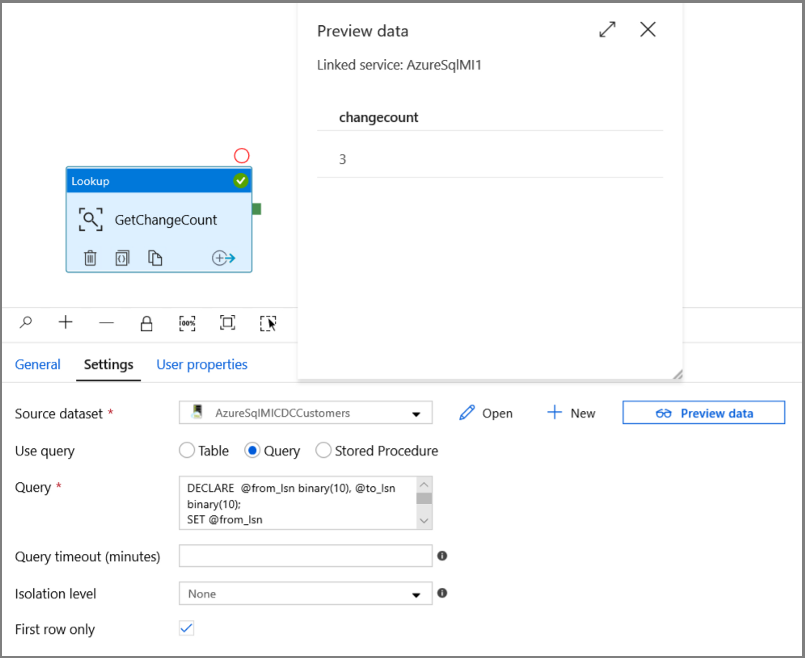 Preview data
Linked service: AzureSqlMI1
changecount
3
Lookup
GetChangeCount
100%
General Settings User properties
Source dataset * AzureSqlMICDCCustomers Open New Preview data
Use query Table Query Stored Procedure
Query * DECLARE @from_lsn binary(10), @to_lsn
binary(10);
SET @from_lsn
Query timeout (minutes)
Isolation level None
First row only